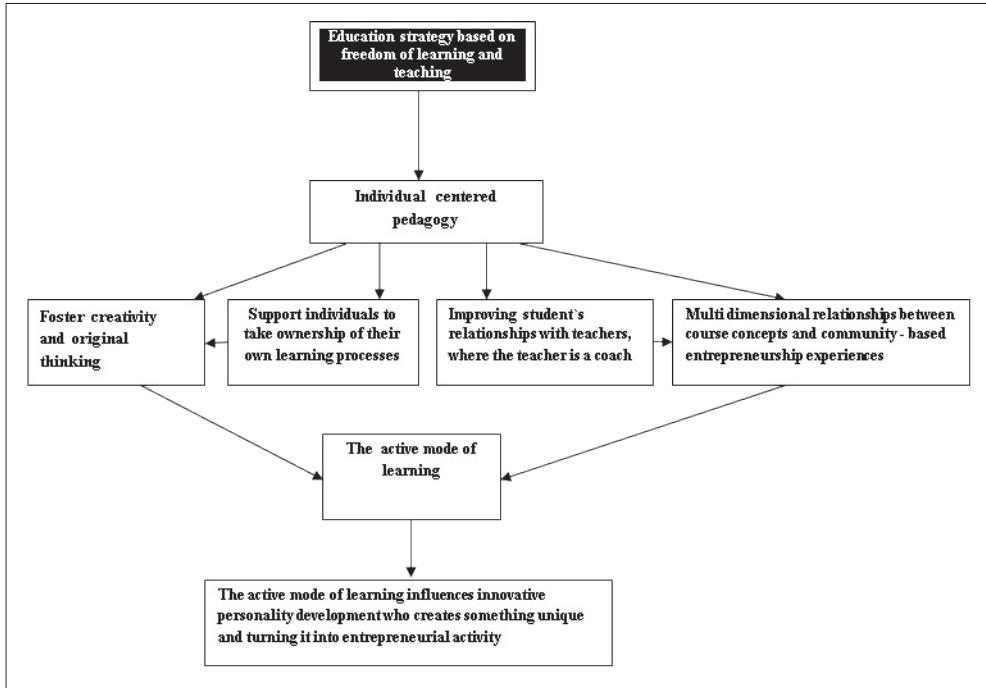 Education strategy based on
freedom of learning and
teaching
Individual centered
pedagogy
Foster creativity
and original
thinking
Support individuals to
take ownership of their
own learning processes
Improving student`s
relationships with teachers,
where the teacher is a coach
Multi dimensional relationships between
course concepts and community - based
entrepreneurship experiences
The active mode of
learning
The active mode of learning influences innovative
personality development who creates something unique
and turning it into entrepreneurial activity